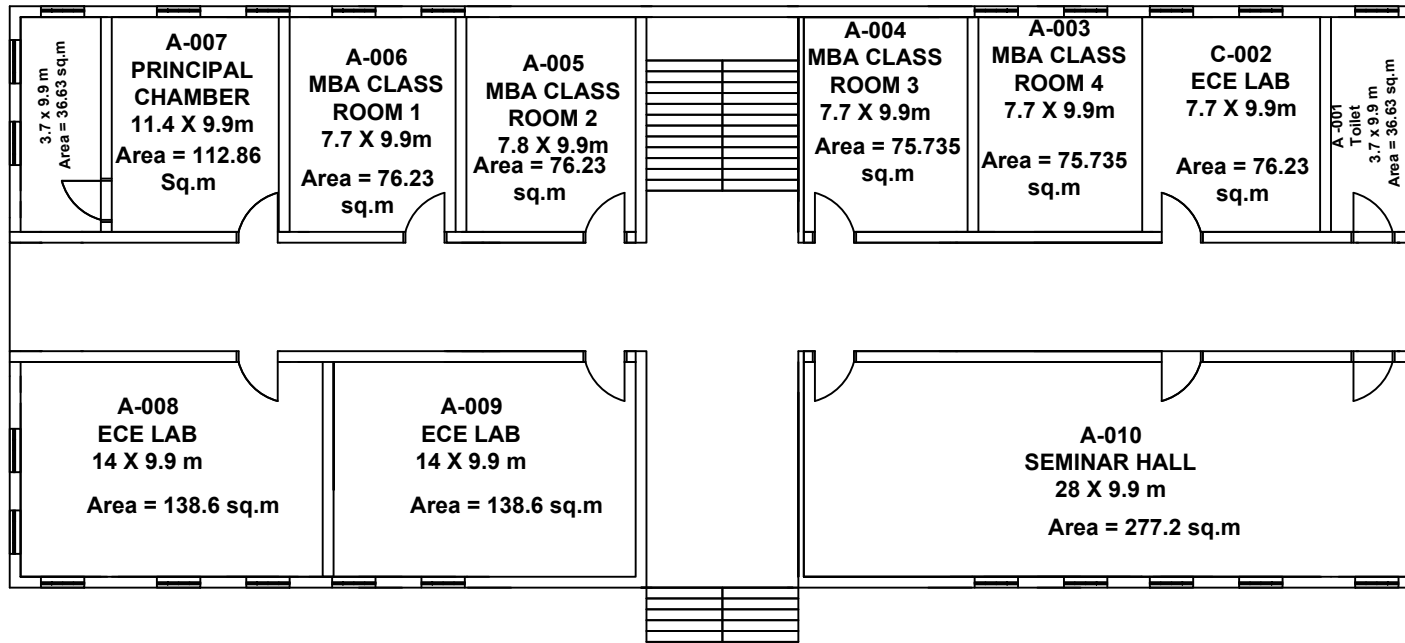 3.7 x 9.9 m
Area = 36.63 sq.m
A-007
PRINCIPAL
CHAMBER
11.4 X 9.9m
Area = 112.86
Sq.m
A-006
MBA CLASS
ROOM 1
7.7 X 9.9m
Area = 76.23
sq.m
A-005
MBA CLASS
ROOM 2
7.8 X 9.9m
Area = 76.23
sq.m
A-004
MBA CLASS
ROOM 3
7.7 X 9.9m
Area = 75.735
sq.m
A-003
MBA CLASS
ROOM 4
7.7 X 9.9m
Area = 75.735
sq.m
C-002
ECE LAB
7.7 X 9.9m
Area = 76.23
sq.m
A -001
Toilet
3.7 x 9.9 m
Area = 36.63 sq.m
A-008
ECE LAB
14 X 9.9 m
Area = 138.6 sq.m
A-009
ECE LAB
14 X 9.9 m
Area = 138.6 sq.m
A-010
SEMINAR HALL
28 X 9.9 m
Area = 277.2 sq.m